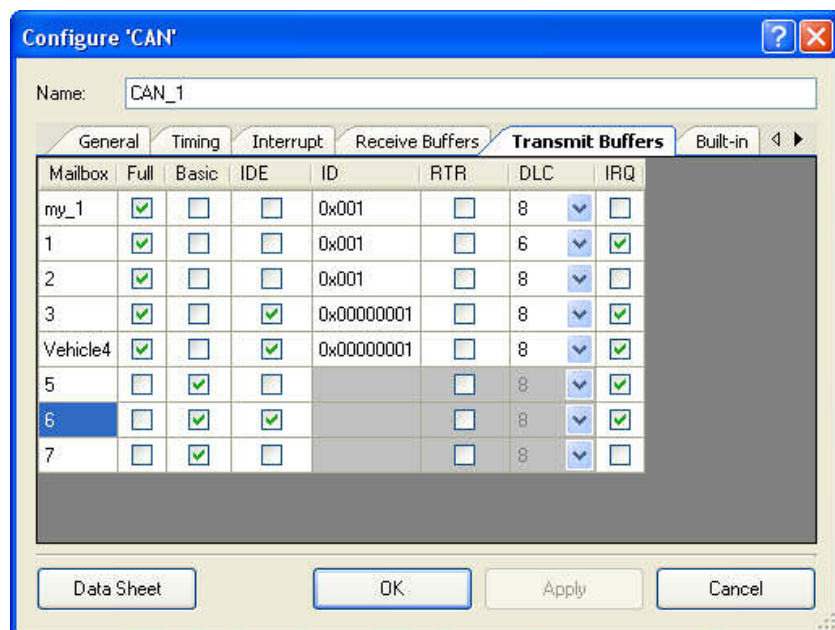 Configure 'CAN'
Name: CAN_1
General Timing Interrupt Receive Buffers Transmit Buffers Built-in
Mailbox Full Basic IDE ID RTR DLC IRQ
my_1 0x001 8
1 0x001 6
2 0x001 8
3 0x00000001 8
Vehicle4 0x00000001 8
5 8
6 8
7 8
Data Sheet OK Apply Cancel